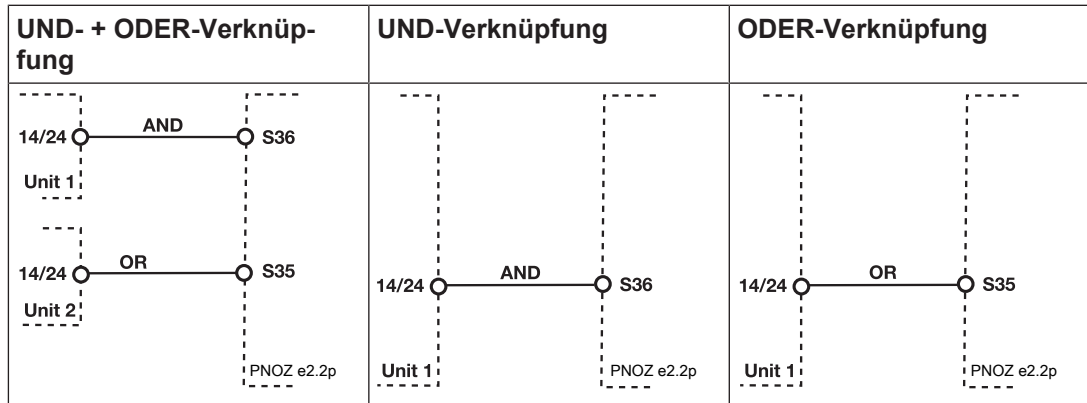 UND- + ODER-Verknüp-
fung
UND-Verknüpfung
ODER-Verknüpfung
14/24 AND S36
Unit 1
14/24 OR S35
Unit 2
PNOZ e2.2p
14/24 AND S36
Unit 1 PNOZ e2.2p
14/24 OR S35
Unit 1 PNOZ e2.2p